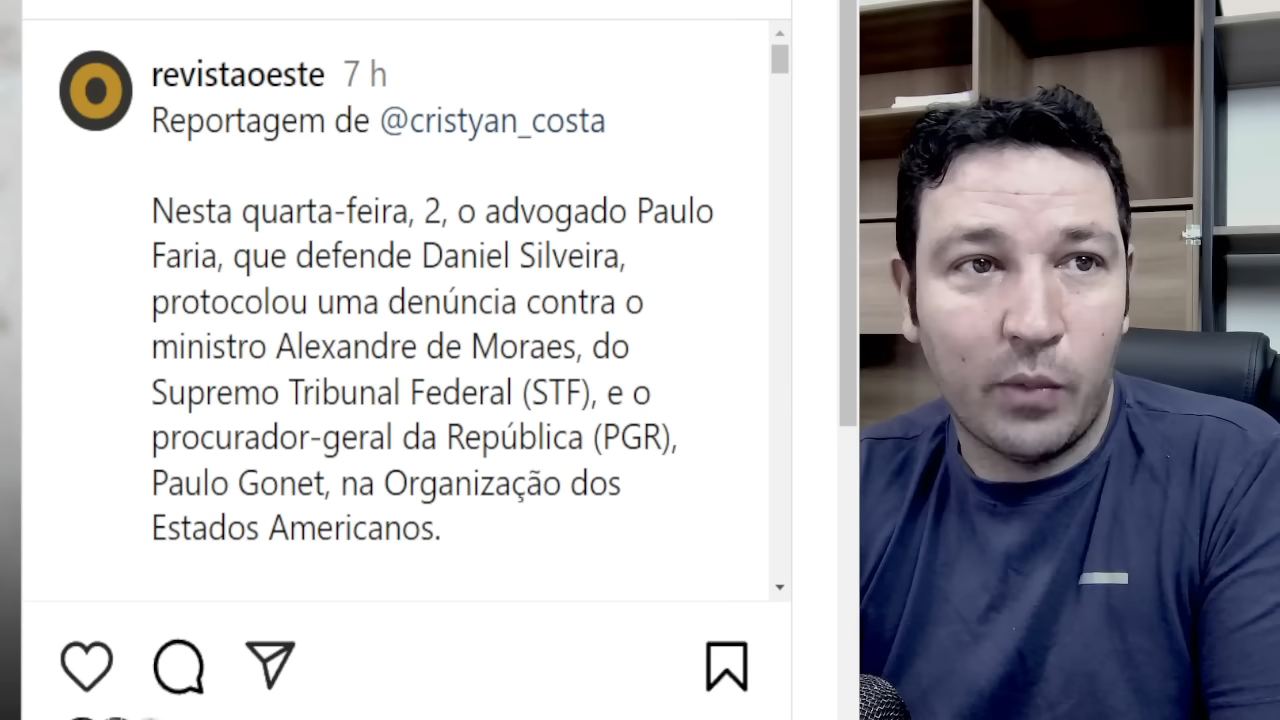 revistaoeste 7 h
Reportagem de @cristyan_costa
Nesta quarta-feira, 2, o advogado Paulo
Faria, que defende Daniel Silveira,
protocolou uma denúncia contra o
ministro Alexandre de Moraes, do
Supremo Tribunal Federal (STF), e o
procurador-geral da República (PGR),
Paulo Gonet, na Organização dos
Estados Americanos.